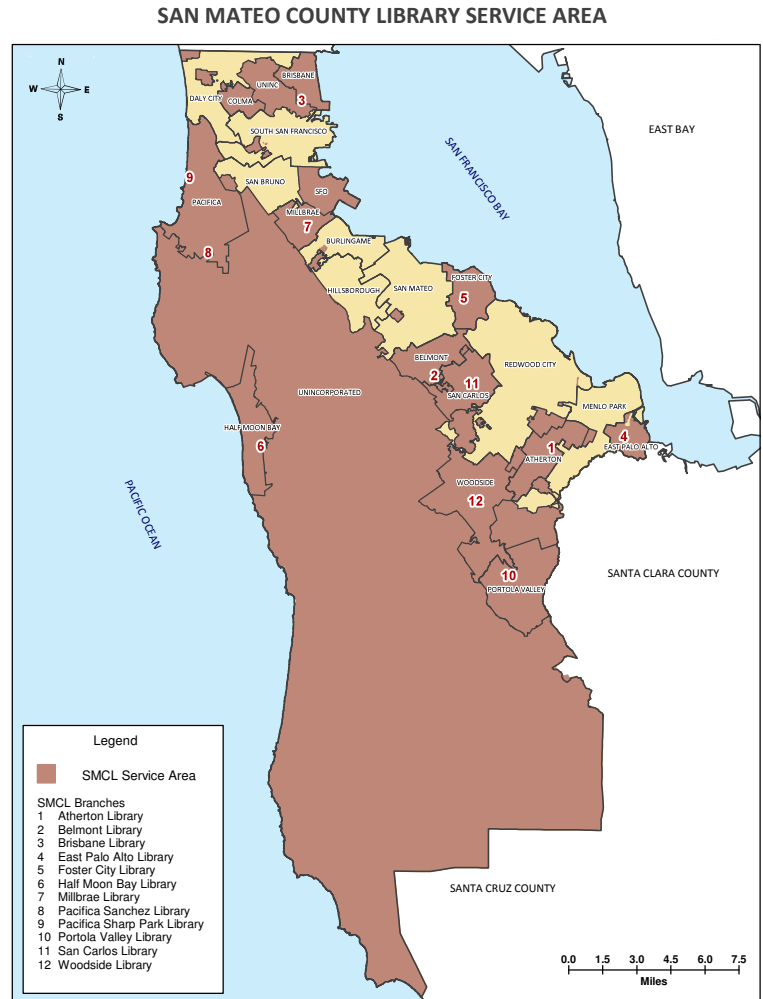 SAN MATEO COUNTY LIBRARY SERVICE AREA
N
W E
S
BRISBANE
UNINC
DALY CITY
COLMA
3
SOUTH SAN FRANCISCO
EAST BAY
SAN FRANCISCO BAY
9
SAN BRUNO
SFO
PACIFICA
MILLBRAE
7
8
BURLINGAME
HILLSBOROUGH
SAN MATEO
FOSTER CITY
5
BELMONT
2
REDWOOD CITY
11
SAN CARLOS
UNINCORPORATED
MENLO PARK
HALF MOON BAY
6
4
EAST PALO ALTO
1
ATHERTON
WOODSIDE
12
PACIFIC OCEAN
10
PORTOLA VALLEY
SANTA CLARA COUNTY
Legend
SMCL Service Area
SMCL Branches
1 Atherton Library
2 Belmont Library
3 Brisbane Library
4 East Palo Alto Library
5 Foster City Library
6 Half Moon Bay Library
7 Millbrae Library
8 Pacifica Sanchez Library
9 Pacifica Sharp Park Library
10 Portola Valley Library
11 San Carlos Library
12 Woodside Library
SANTA CRUZ COUNTY
0.0 1.5 3.0 4.5 6.0 7.5
Miles